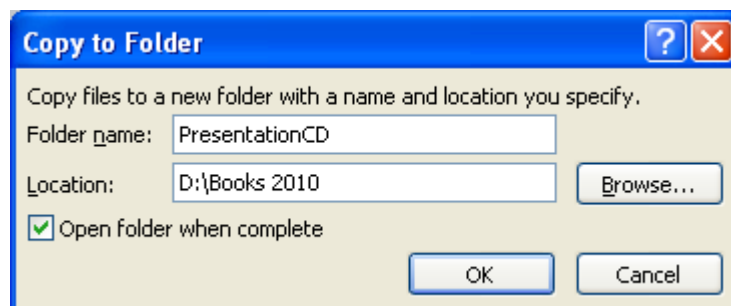 Copy to Folder
?
Copy files to a new folder with a name and location you specify.
Folder name: PresentationCD
Location: D:\Books 2010 Browse...
Open folder when complete
OK Cancel